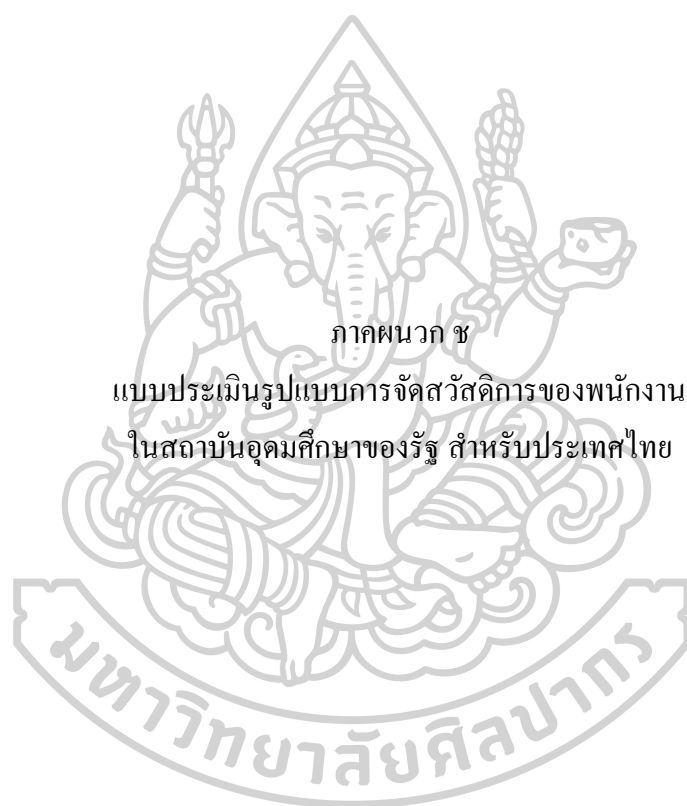 ภาคผนวก ช
แบบประเมินรูปแบบการจัดสวัสดิการของพนักงาน
ในสถาบันอุดมศึกษาของรัฐ สำหรับประเทศไทย
มหาวิทยาลัยศิลปากร